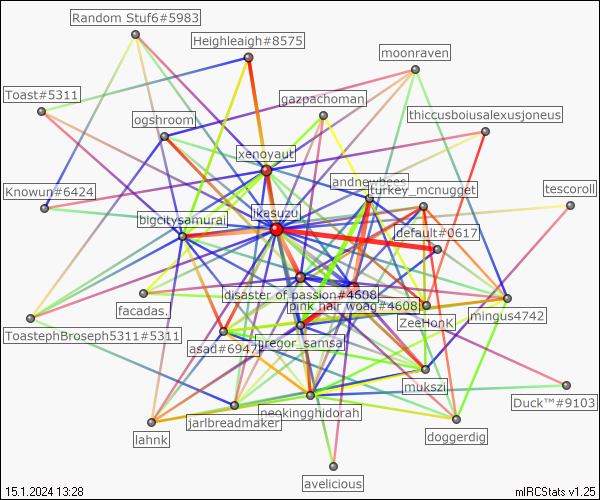 Random Stuf6#5983
Heighleaigh#8575
moonraven
Toast#5311
gazpachoman
thiccusboiusalexusjoneus
ogshroom
xenoyaut
andnewhees
turkey_mcnugget
Knowun#6424
tescoroll
bigcitysamurai
ikasuzu
default#0617
disaster of passion#4608
pink hair woag#4608
facadas.
ZeeHonK
mingus4742
ToastephBroseph5311#5311
asad#6947
gregor_samsa
mukszi
Duck™#9103
neokingghidorah
jarlbreadmaker
lahnk
doggerdig
avelicious
15.1.2024 13:28
mIRCStats v1.25